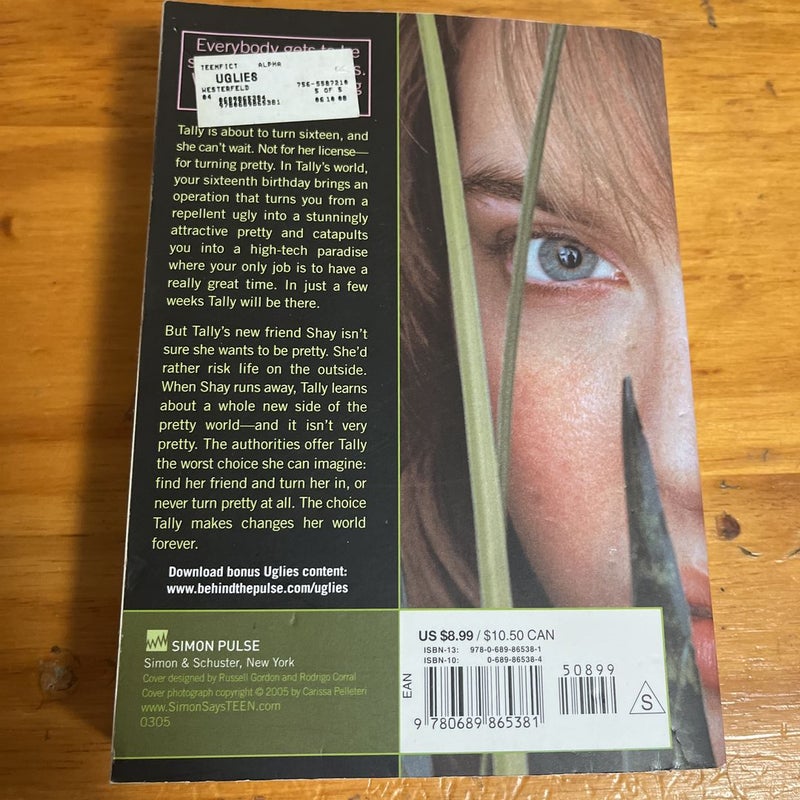 Everybody gets to be
TEENFICT ALPHA
UGLIES
WESTERFELD 756-5587210
04 0689865384 5 OF 5
9780689865381 06 10 08
Tally is about to turn sixteen, and
she can't wait. Not for her license—
for turning pretty. In Tally's world,
your sixteenth birthday brings an
operation that turns you from a
repellent ugly into a stunningly
attractive pretty and catapults
you into a high-tech paradise
where your only job is to have a
really great time. In just a few
weeks Tally will be there.
But Tally's new friend Shay isn't
sure she wants to be pretty. She'd
rather risk life on the outside.
When Shay runs away, Tally learns
about a whole new side of the
pretty world—and it isn't very
pretty. The authorities offer Tally
the worst choice she can imagine:
find her friend and turn her in, or
never turn pretty at all. The choice
Tally makes changes her world
forever.
Download bonus Uglies content:
www.behindthepulse.com/uglies
SIMON PULSE
Simon & Schuster, New York
Cover designed by Russell Gordon and Rodrigo Corral
Cover photograph copyright © 2005 by Carissa Pelleteri
www.SimonSaysTEEN.com
0305
US $8.99 / $10.50 CAN
ISBN-13: 978-0-689-86538-1
ISBN-10: 0-689-86538-4
EAN
50899
9 780689 865381
S